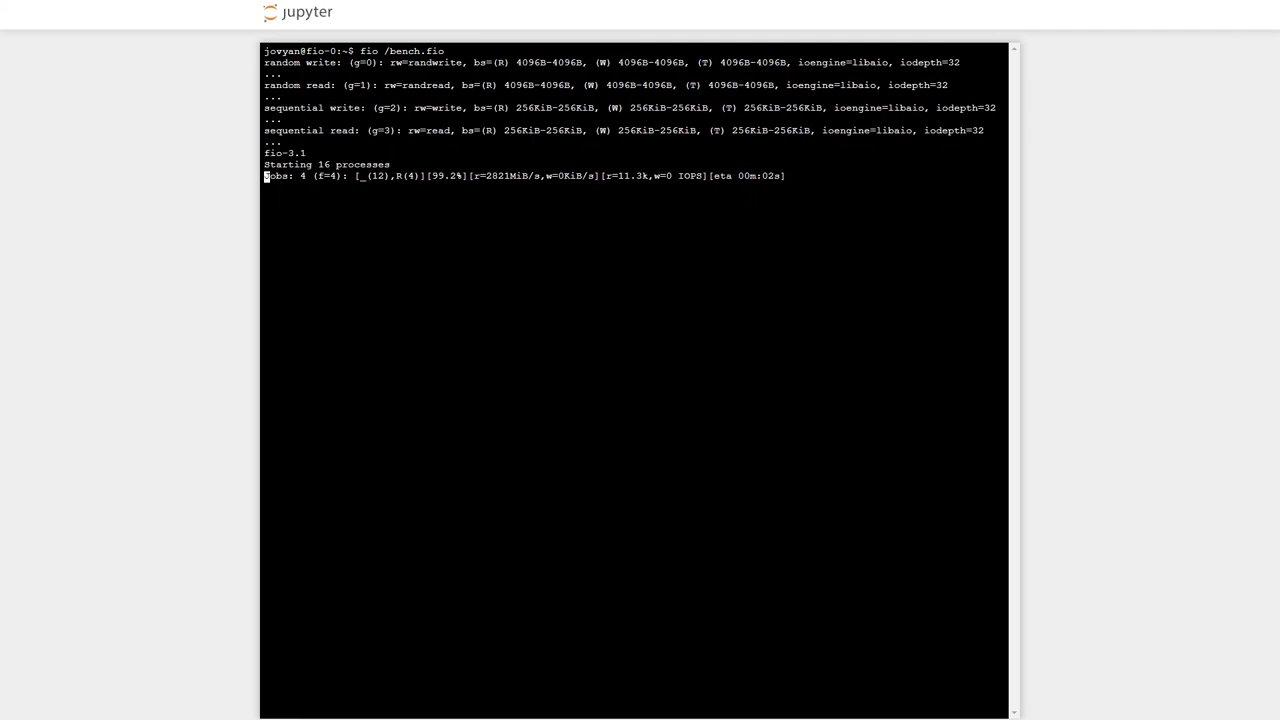 jupyter
jovyan@fio-0:~$ fio /bench.fio
random write: (g=0): rw=randwrite, bs=(R) 4096B-4096B, (W) 4096B-4096B, (T) 4096B-4096B, ioengine=libaio, iodepth=32
...
random read: (g=1): rw=randread, bs=(R) 4096B-4096B, (W) 4096B-4096B, (T) 4096B-4096B, ioengine=libaio, iodepth=32
...
sequential write: (g=2): rw=write, bs=(R) 256KiB-256KiB, (W) 256KiB-256KiB, (T) 256KiB-256KiB, ioengine=libaio, iodepth=32
...
sequential read: (g=3): rw=read, bs=(R) 256KiB-256KiB, (W) 256KiB-256KiB, (T) 256KiB-256KiB, ioengine=libaio, iodepth=32
...
fio-3.1
Starting 16 processes
Jobs: 4 (f=4): [_(12),R(4)][99.2%][r=2821MiB/s,w=0KiB/s][r=11.3k,w=0 IOPS][eta 00m:02s]